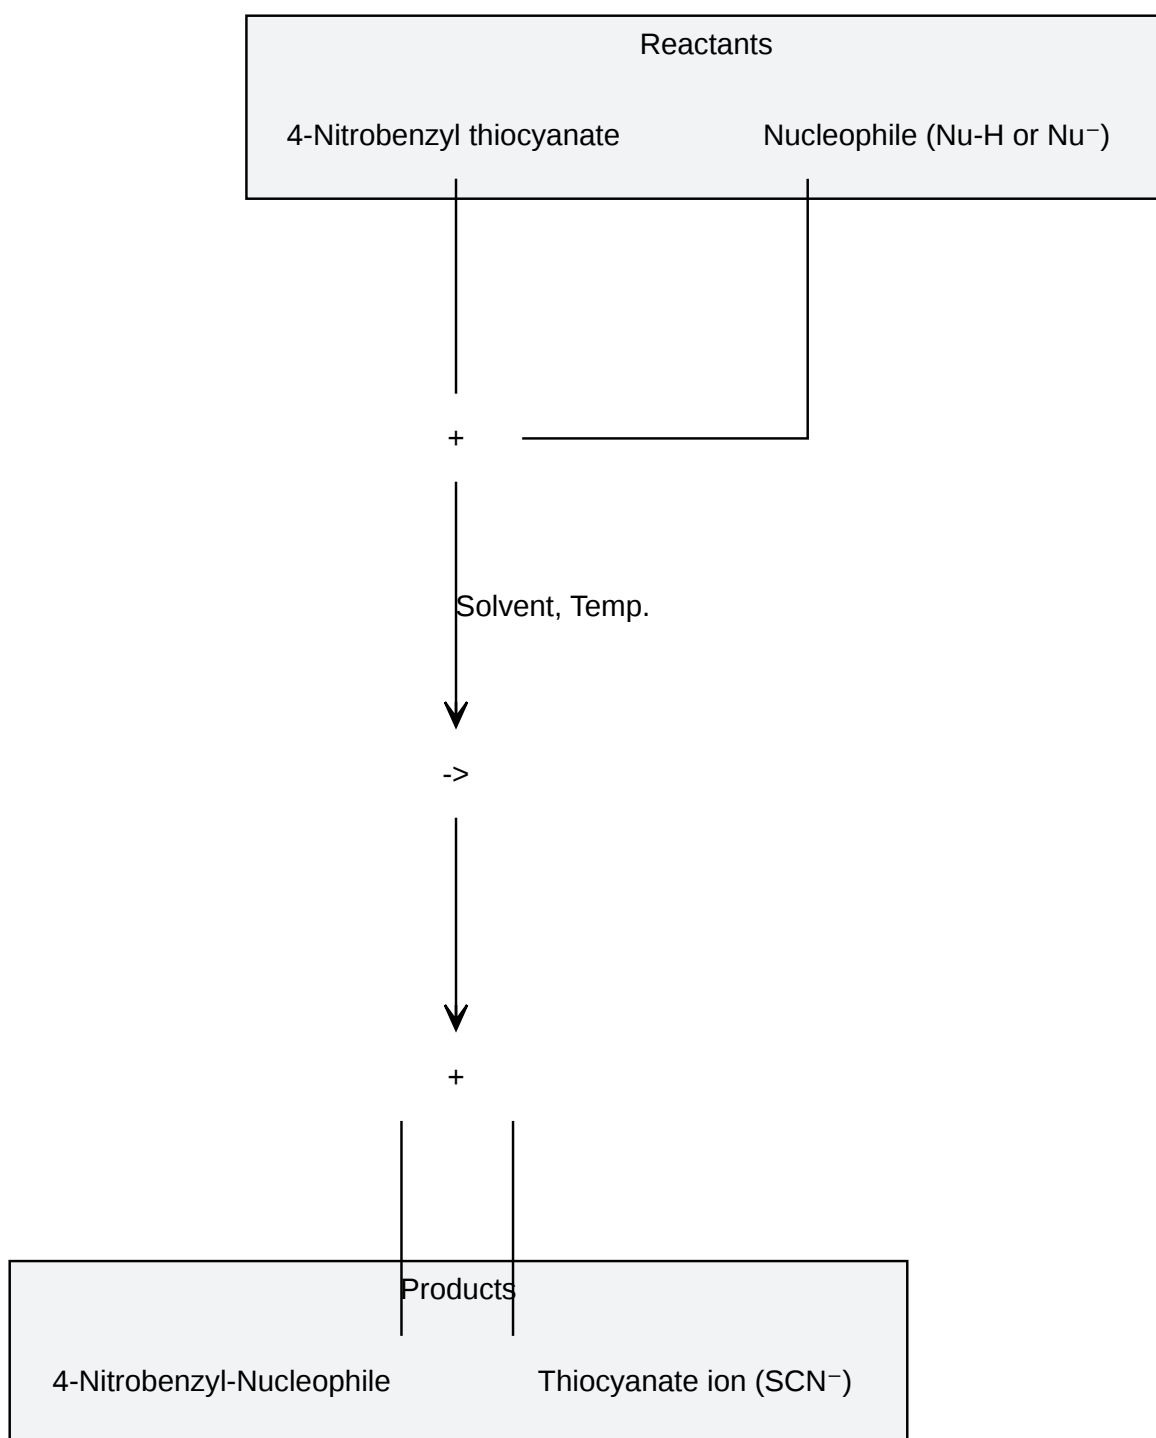 Reactants
4-Nitrobenzyl thiocyanate Nucleophile (Nu-H or Nu⁻)
+
Solvent, Temp.
->
+
Products
4-Nitrobenzyl-Nucleophile Thiocyanate ion (SCN⁻)